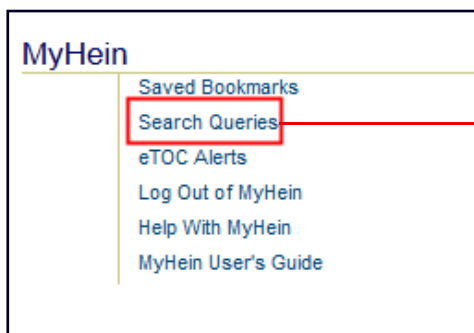 MyHein
Saved Bookmarks
Search Queries
eTOC Alerts
Log Out of MyHein
Help With MyHein
MyHein User's Guide